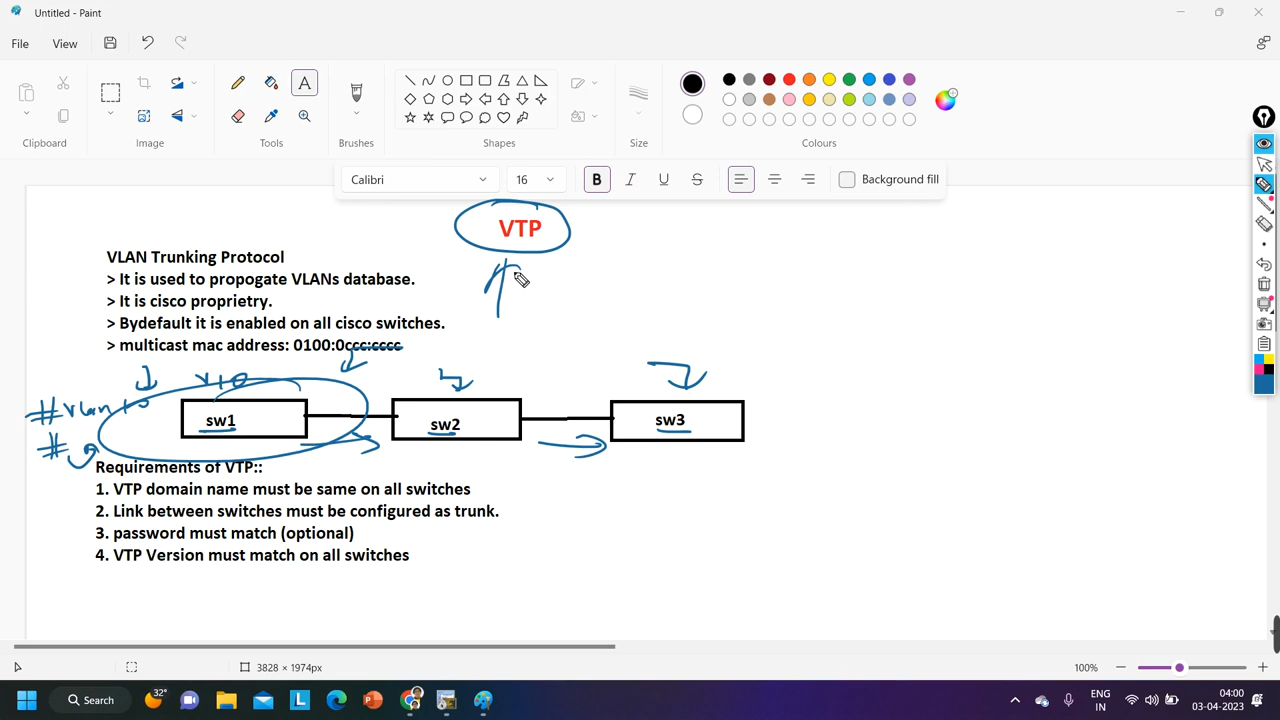 Untitled - Paint
File View
Clipboard Image Tools Brushes Shapes Size Colours
Calibri 16 B I U S Background fill
VTP
VLAN Trunking Protocol
> It is used to propogate VLANs database.
> It is cisco proprietry.
> Bydefault it is enabled on all cisco switches.
> multicast mac address: 0100:0ccc:cccc
V10
#vlan 10
#
sw1 sw2 sw3
Requirements of VTP::
1. VTP domain name must be same on all switches
2. Link between switches must be configured as trunk.
3. password must match (optional)
4. VTP Version must match on all switches
3828 × 1974px 100%
Search 32° ENG 04:00
IN 03-04-2023